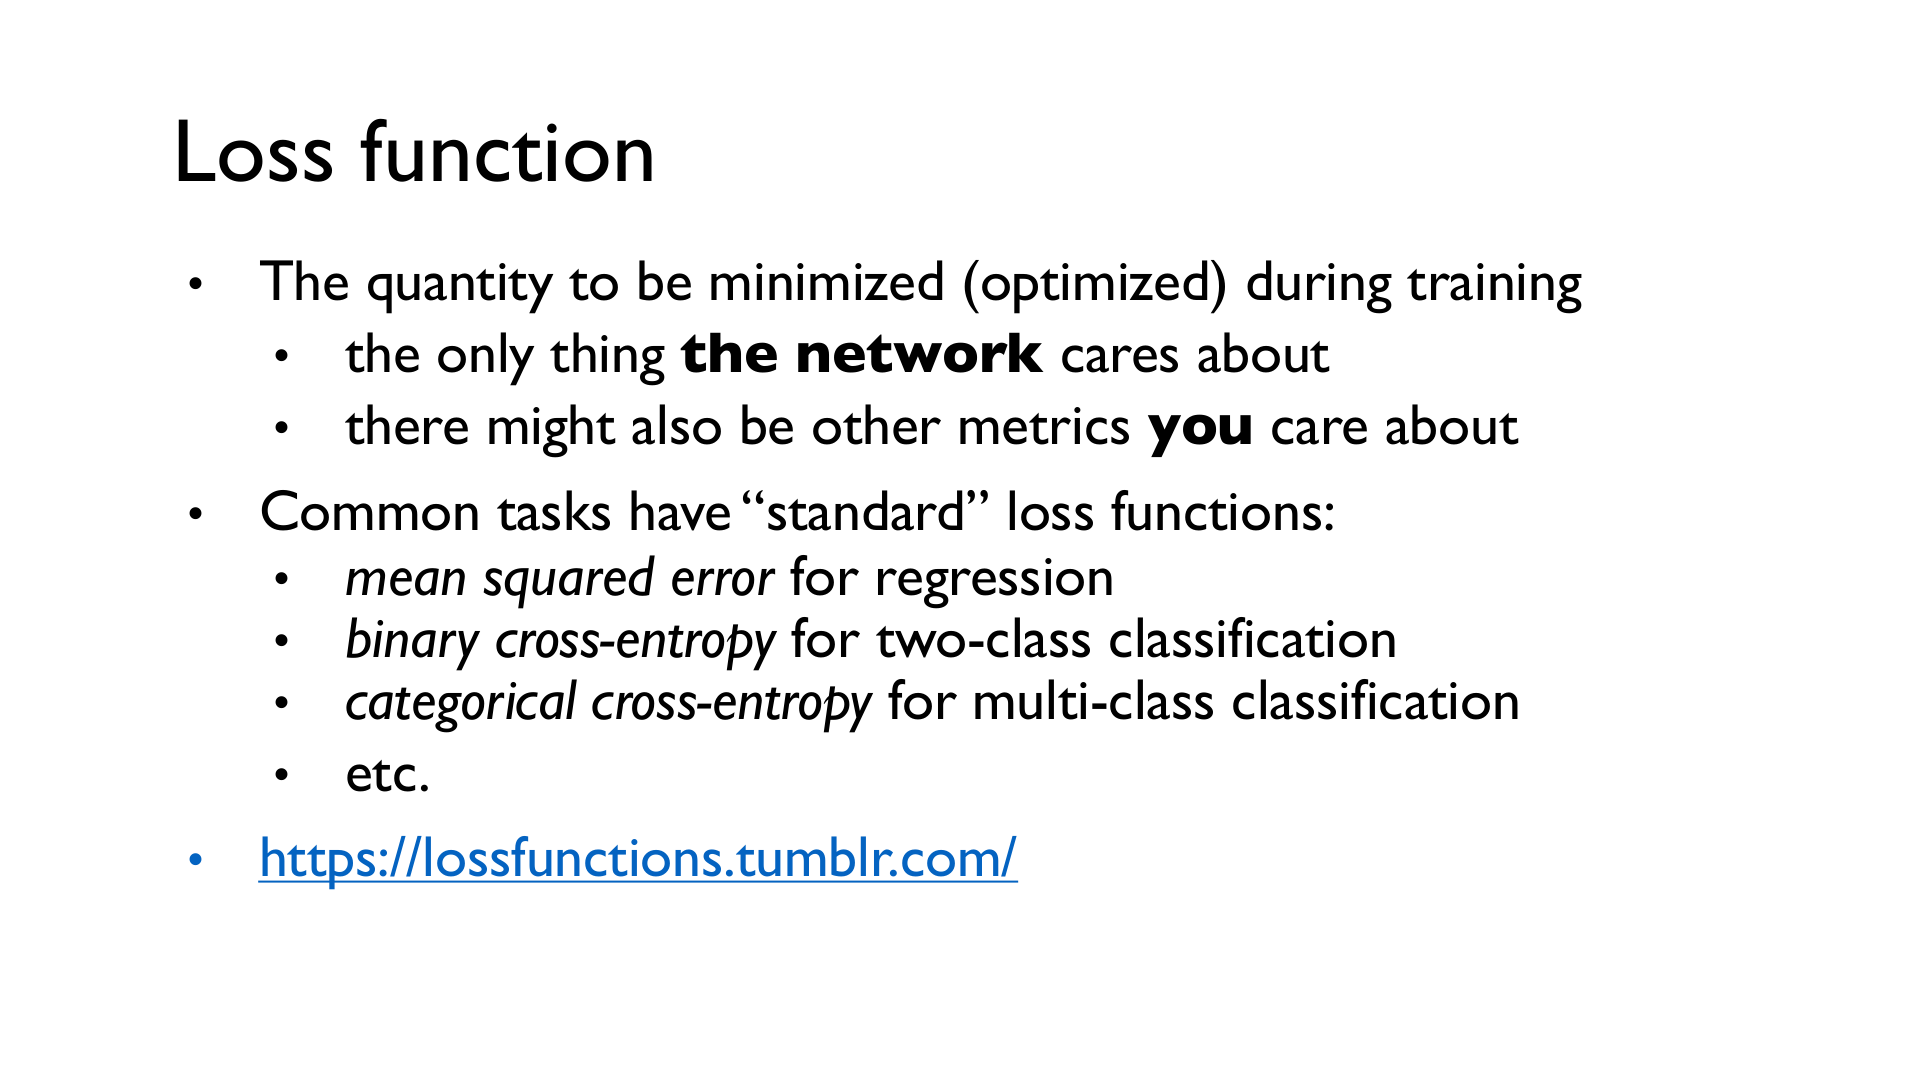 Loss function
• The quantity to be minimized (optimized) during training
• the only thing the network cares about
• there might also be other metrics you care about
• Common tasks have “standard” loss functions:
• mean squared error for regression
• binary cross-entropy for two-class classification
• categorical cross-entropy for multi-class classification
• etc.
• https://lossfunctions.tumblr.com/